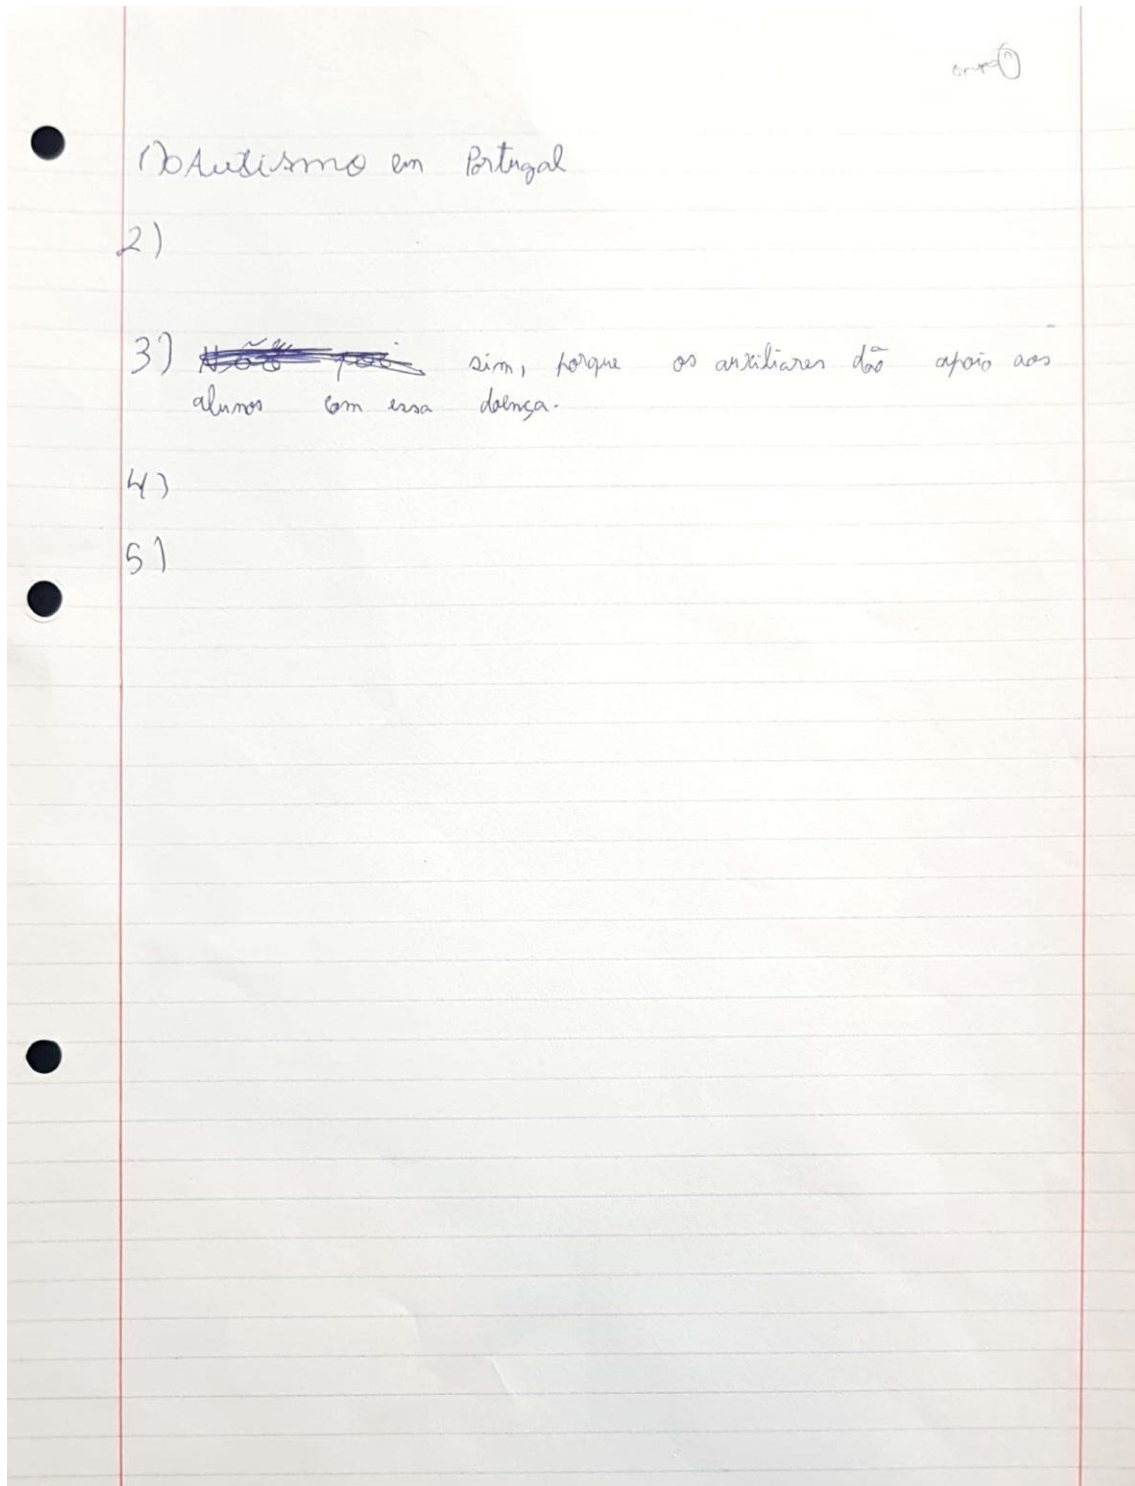 1) O Autismo em Portugal
2)
3) sim, porque os auxiliares dão apoio aos
alunos com essa doença.
4)
5)